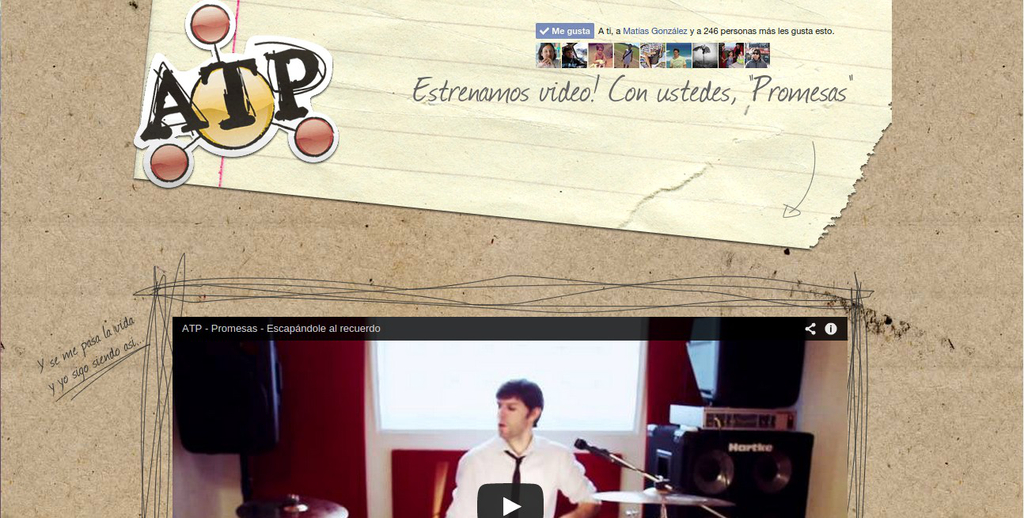 ATP
Me gusta
A ti, a Matías González y a 246 personas más les gusta esto.
Estrenamos video! Con ustedes, "Promesas"
ATP - Promesas - Escapándole al recuerdo
Y se me pasa la vida
y yo sigo siendo así...
Hartke